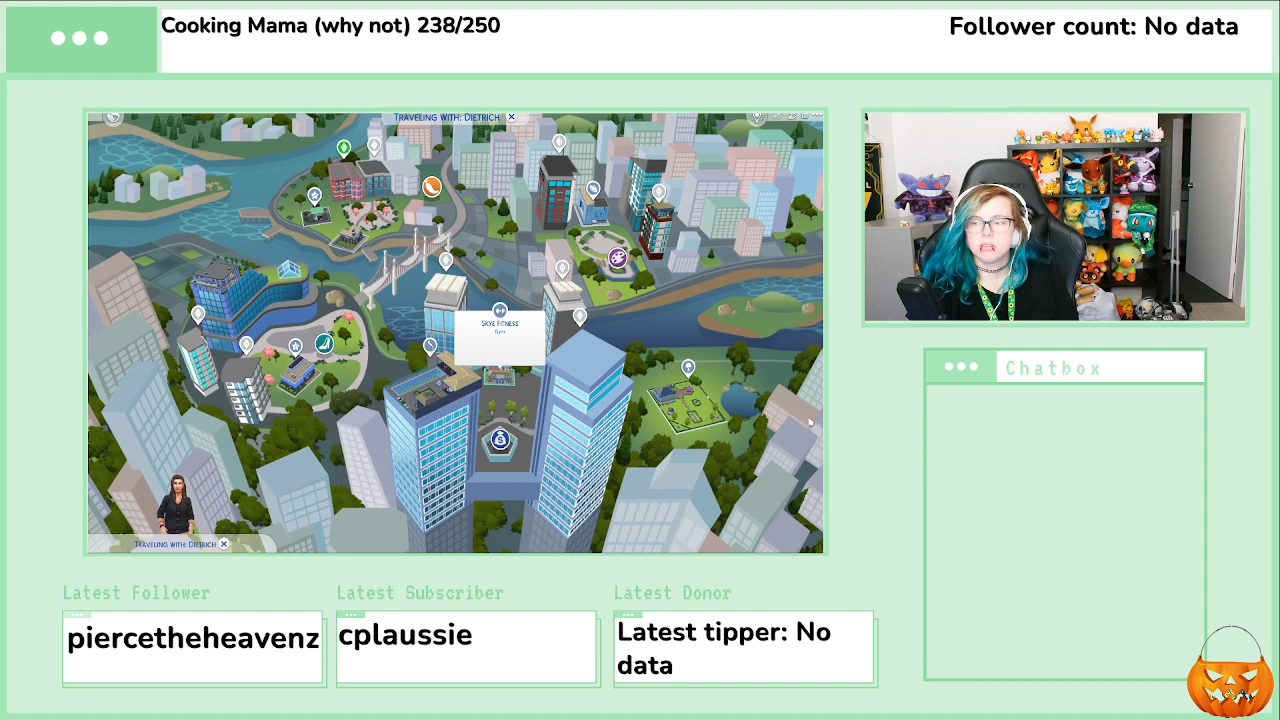 Cooking Mama (why not) 238/250
Follower count: No data
TRAVELING WITH: DIETRICH
SKYE FITNESS
Gym
TRAVELING WITH: DIETRICH
Chatbox
Latest Follower
piercetheheavenz
Latest Subscriber
cplaussie
Latest Donor
Latest tipper: No
data